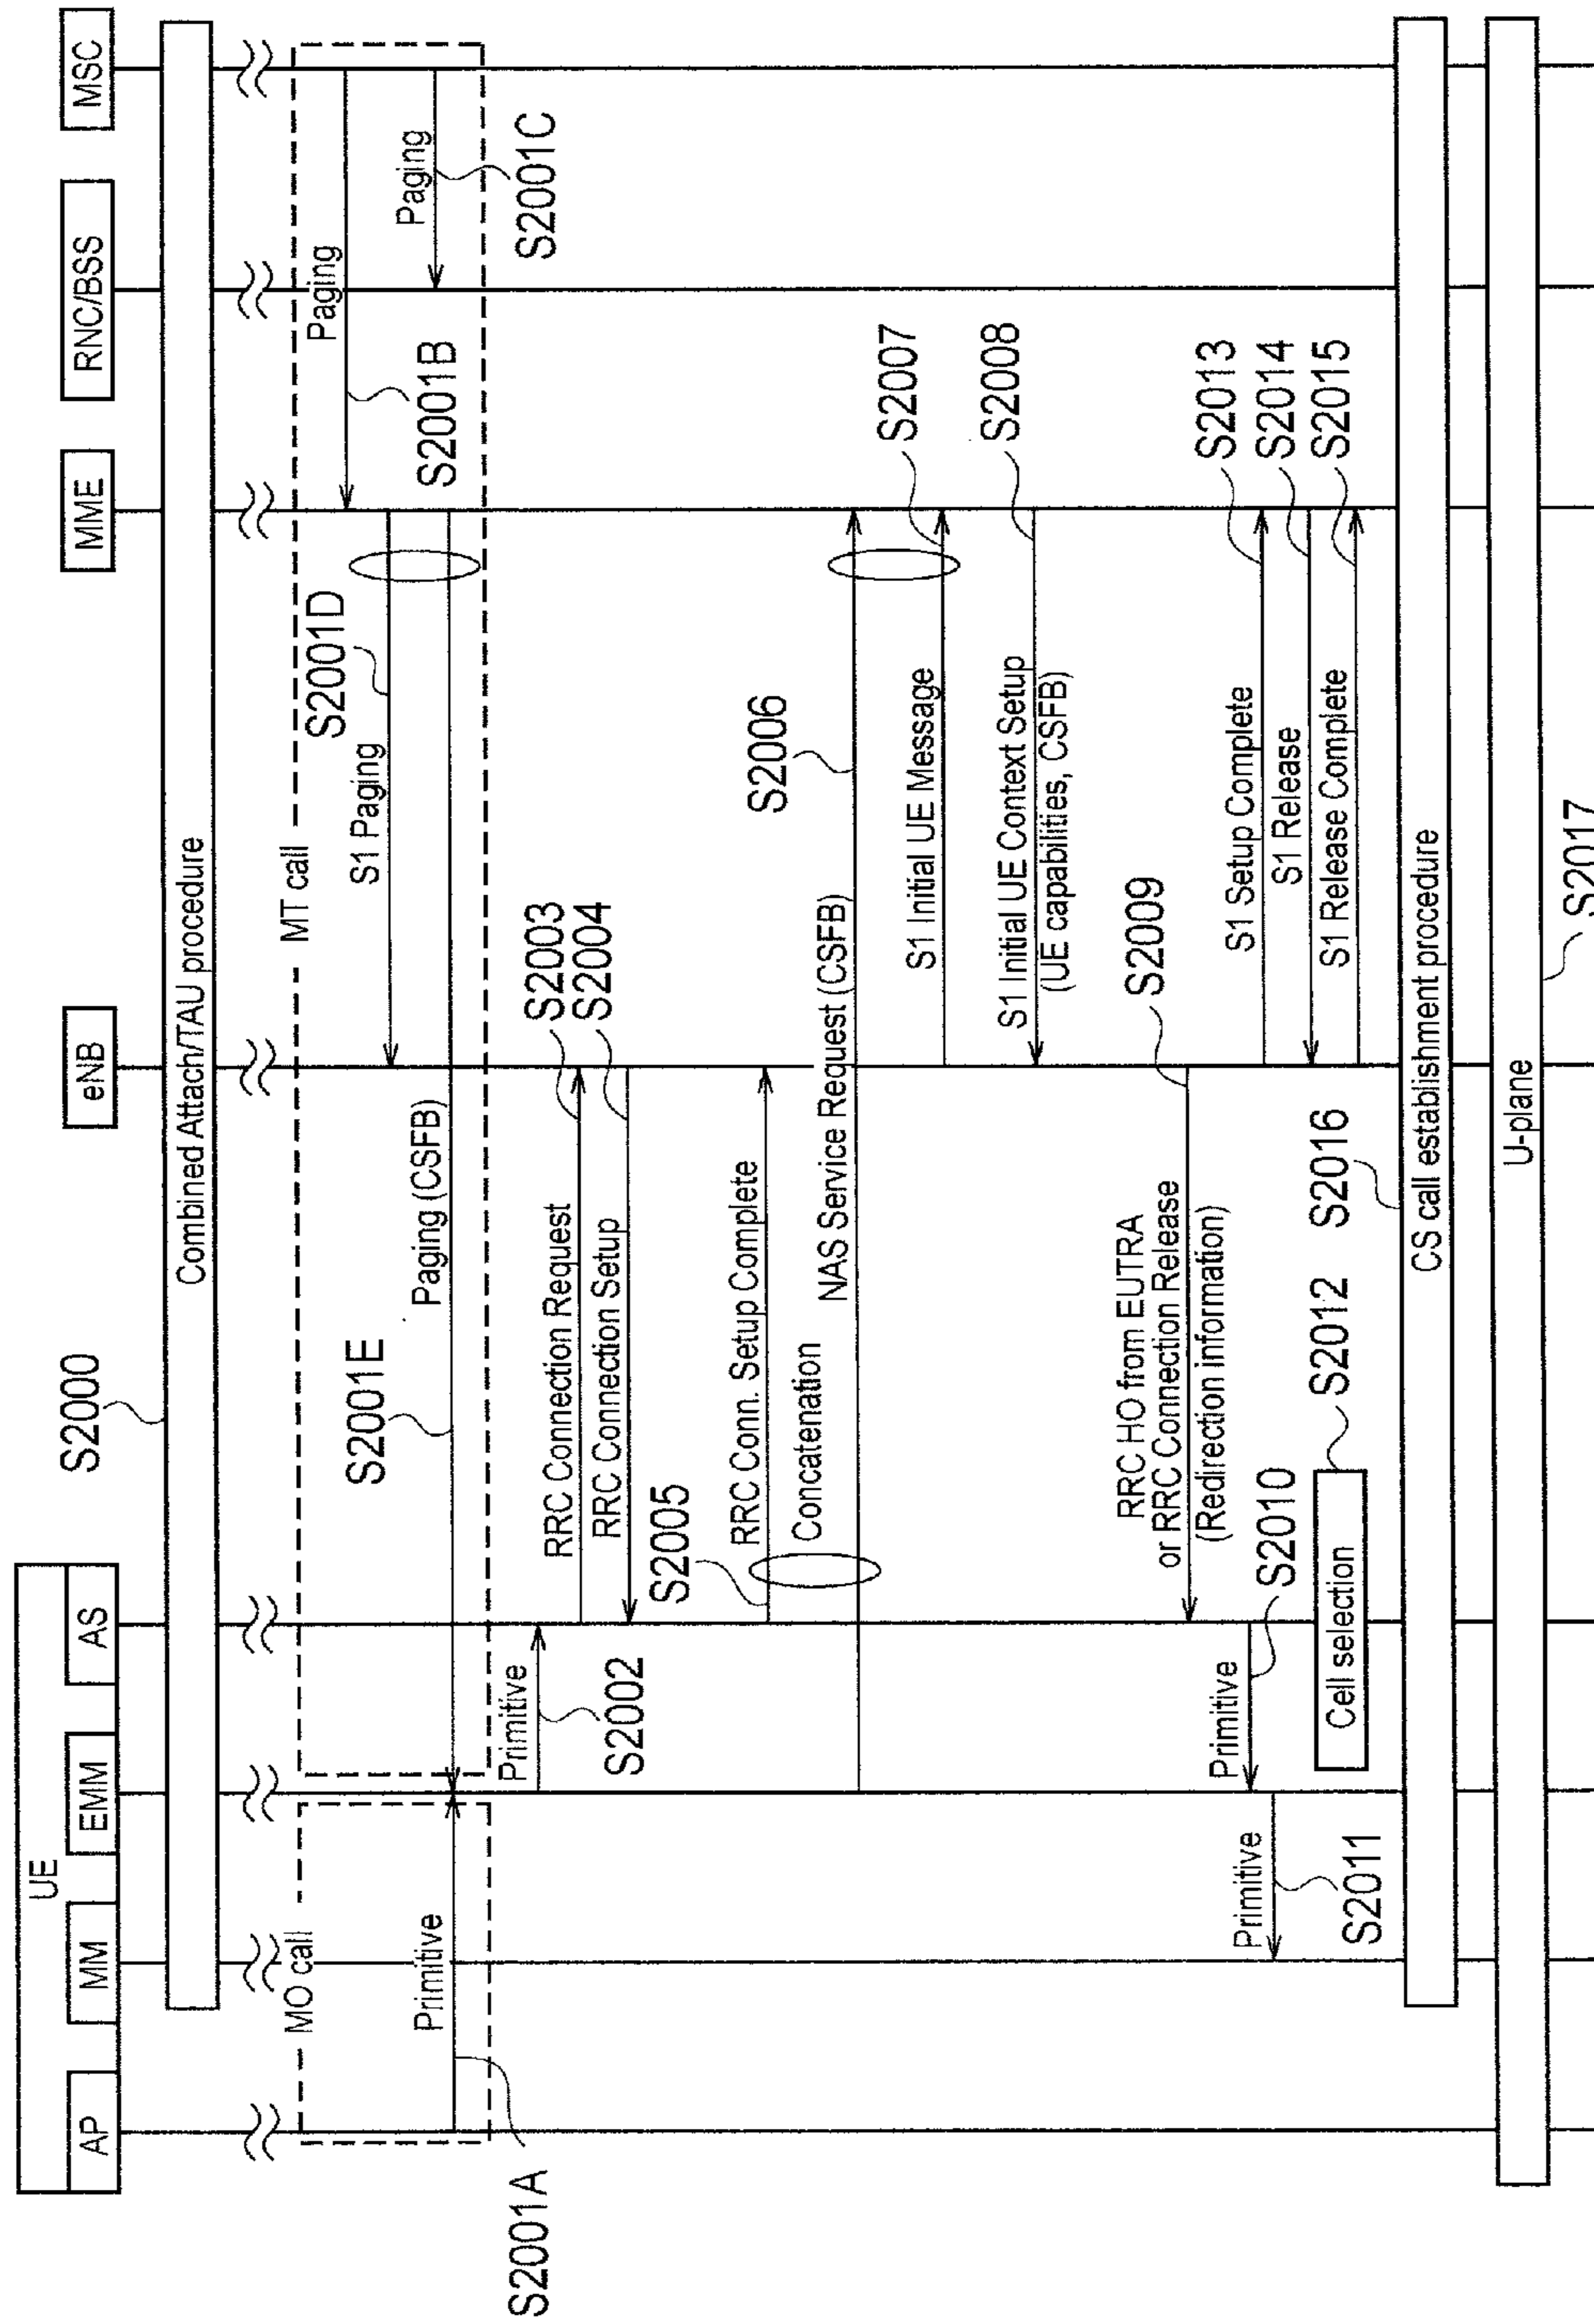 UE
AP
MM
EMM
AS
eNB
MME
RNC/BSS
MSC
S2000
Combined Attach/TAU procedure
MO call
MT call
Paging
S2001B
S1 Paging
S2001D
Paging
S2001C
Primitive
S2001A
Paging (CSFB)
S2001E
Primitive
S2002
RRC Connection Request
S2003
RRC Connection Setup
S2004
S2005
RRC Conn. Setup Complete
Concatenation
NAS Service Request (CSFB)
S2006
S1 Initial UE Message
S2007
S1 Initial UE Context Setup
(UE capabilities, CSFB)
S2008
RRC HO from EUTRA
or RRC Connection Release
(Redirection information)
S2009
Primitive
S2010
Primitive
S2011
Cell selection
S2012
S1 Setup Complete
S2013
S1 Release
S2014
S1 Release Complete
S2015
S2016
CS call establishment procedure
U-plane
S2017